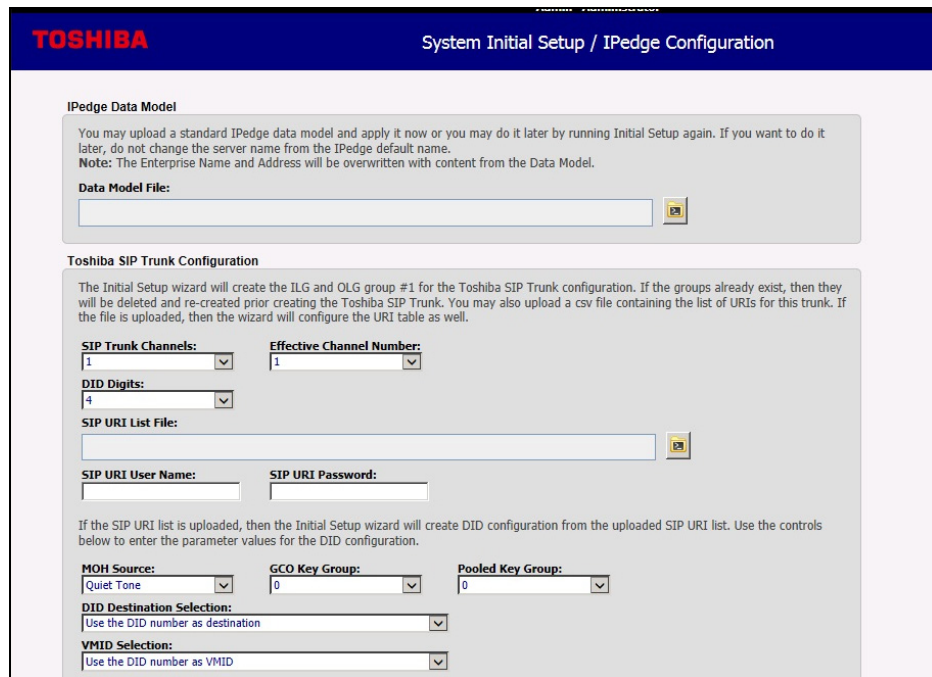 Admin Administrator
TOSHIBA
System Initial Setup / IPedge Configuration
IPedge Data Model
You may upload a standard IPedge data model and apply it now or you may do it later by running Initial Setup again. If you want to do it
later, do not change the server name from the IPedge default name.
Note: The Enterprise Name and Address will be overwritten with content from the Data Model.
Data Model File:
Toshiba SIP Trunk Configuration
The Initial Setup wizard will create the ILG and OLG group #1 for the Toshiba SIP Trunk configuration. If the groups already exist, then they
will be deleted and re-created prior creating the Toshiba SIP Trunk. You may also upload a csv file containing the list of URIs for this trunk. If
the file is uploaded, then the wizard will configure the URI table as well.
SIP Trunk Channels: Effective Channel Number:
1 1
DID Digits:
4
SIP URI List File:
SIP URI User Name: SIP URI Password:
If the SIP URI list is uploaded, then the Initial Setup wizard will create DID configuration from the uploaded SIP URI list. Use the controls
below to enter the parameter values for the DID configuration.
MOH Source: GCO Key Group: Pooled Key Group:
Quiet Tone 0 0
DID Destination Selection:
Use the DID number as destination
VMID Selection:
Use the DID number as VMID